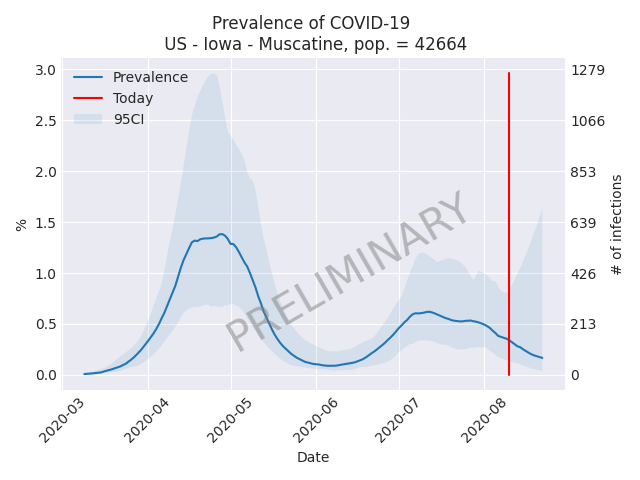 Prevalence of COVID-19
US - Iowa - Muscatine, pop. = 42664
Prevalence
Today
95CI
PRELIMINARY
3.0
2.5
2.0
1.5
1.0
0.5
0.0
%
1279
1066
853
639
426
213
0
# of infections
2020-03
2020-04
2020-05
2020-06
2020-07
2020-08
Date